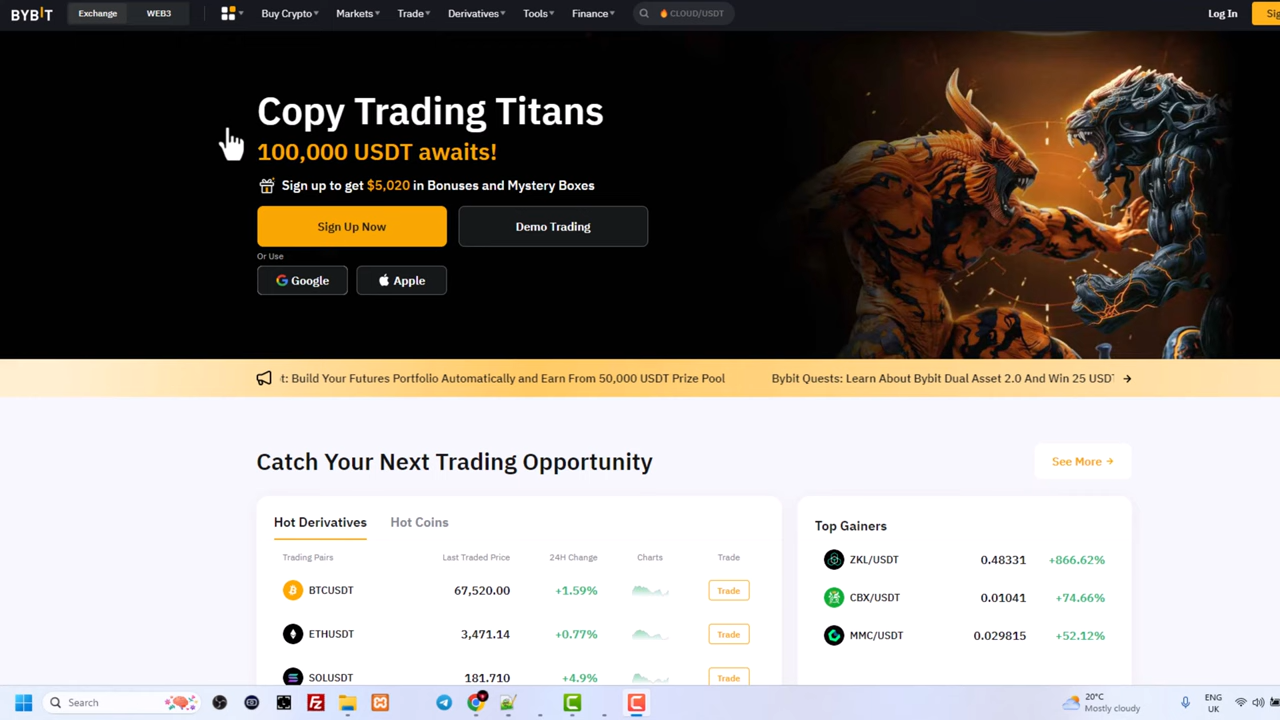 BYBIT Exchange WEB3 Buy Crypto Markets Trade Derivatives Tools Finance CLOUD/USDT Log In
Copy Trading Titans
100,000 USDT awaits!
Sign up to get $5,020 in Bonuses and Mystery Boxes
Sign Up Now Demo Trading
Or Use
Google Apple
: Build Your Futures Portfolio Automatically and Earn From 50,000 USDT Prize Pool Bybit Quests: Learn About Bybit Dual Asset 2.0 And Win 25 USDT
Catch Your Next Trading Opportunity
See More
Hot Derivatives Hot Coins
Top Gainers
Trading Pairs Last Traded Price 24H Change Charts Trade
ZKL/USDT 0.48331 +866.62%
BTCUSDT 67,520.00 +1.59% Trade
CBX/USDT 0.01041 +74.66%
ETHUSDT 3,471.14 +0.77% Trade
MMC/USDT 0.029815 +52.12%
SOLUSDT 181.710 +4.9% Trade
Search
20°C
Mostly cloudy
ENG
UK